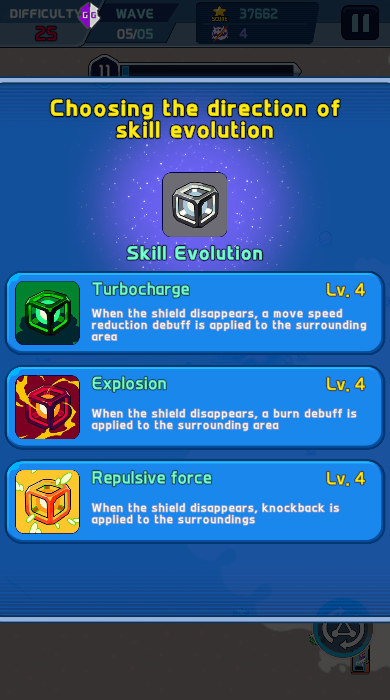 DIFFICULTY
25
GG
WAVE
05/05
SCORE
37662
4
11
Choosing the direction of
skill evolution
Skill Evolution
Turbocharge
Lv. 4
When the shield disappears, a move speed
reduction debuff is applied to the surrounding
area
Explosion
Lv. 4
When the shield disappears, a burn debuff is
applied to the surrounding area
Repulsive force
Lv. 4
When the shield disappears, knockback is
applied to the surroundings